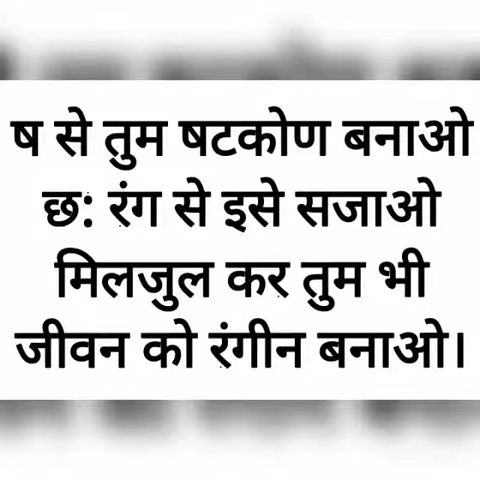 ष से तुम षटकोण बनाओ
छ: रंग से इसे सजाओ
मिलजुल कर तुम भी
जीवन को रंगीन बनाओ।